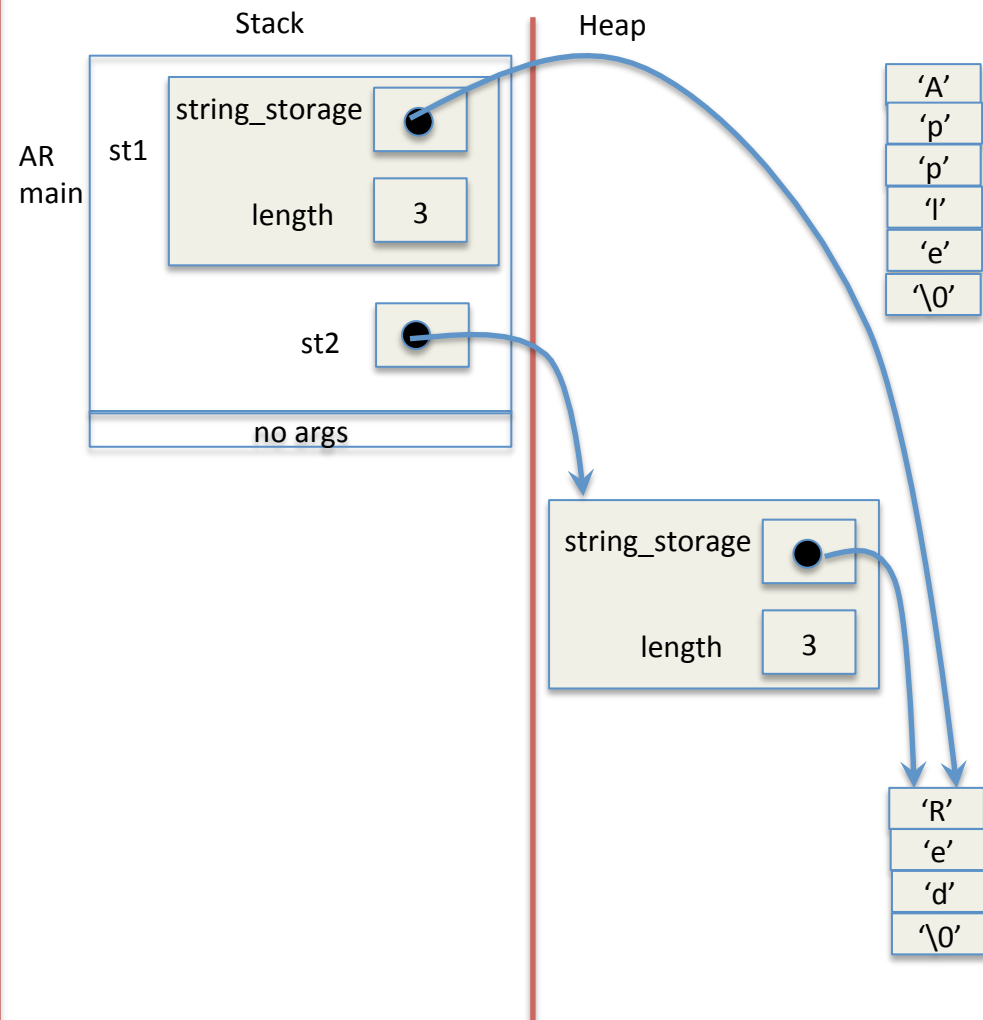 Stack
Heap
string_storage
st1
AR
main
length
3
st2
no args
‘A’
‘p’
‘p’
‘l’
‘e’
‘\0’
string_storage
length
3
‘R’
‘e’
‘d’
‘\0’